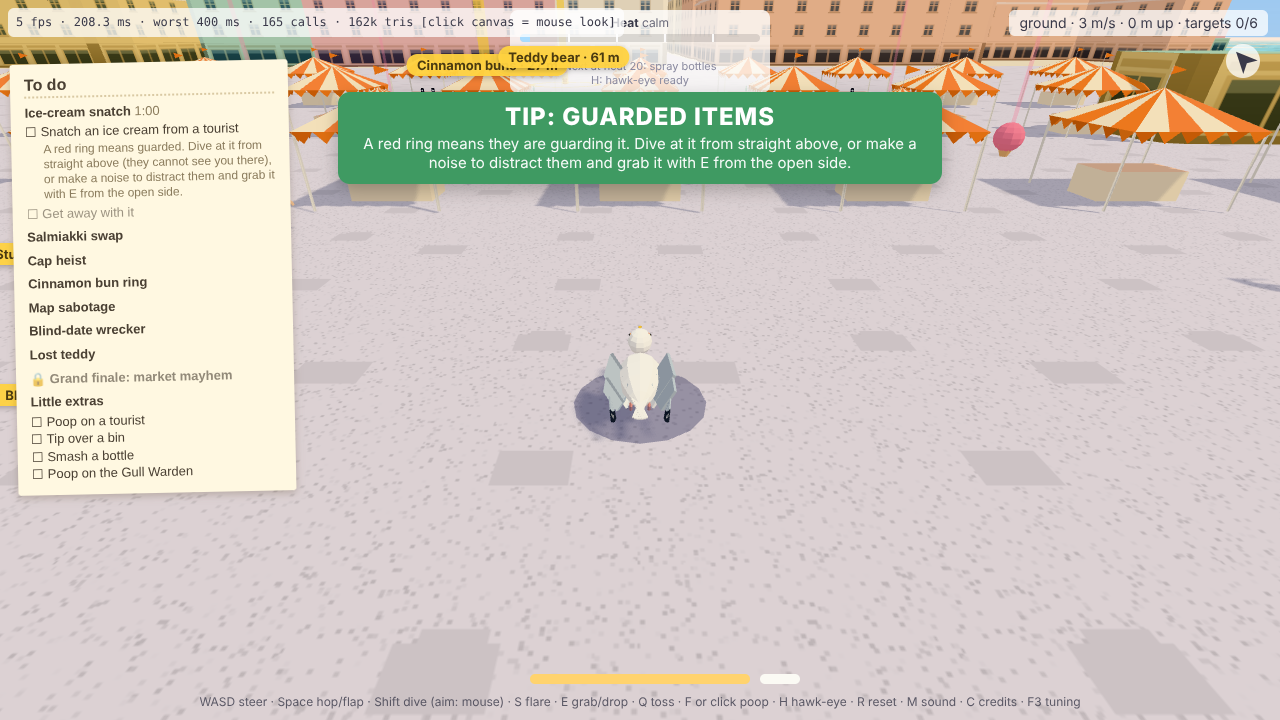 5 fps · 208.3 ms · worst 400 ms · 165 calls · 162k tris [click canvas = mouse look]
calm
ground · 3 m/s · 0 m up · targets 0/6
Cinnamon
Teddy bear · 61 m
at heat 20: spray bottles
H: hawk-eye ready
TIP: GUARDED ITEMS
A red ring means they are guarding it. Dive at it from straight above, or make a
noise to distract them and grab it with E from the open side.
To do
Ice-cream snatch 1:00
☐ Snatch an ice cream from a tourist
A red ring means guarded. Dive at it from
straight above (they cannot see you there),
or make a noise to distract them and grab it
with E from the open side.
☐ Get away with it
Salmiakki swap
Cap heist
Cinnamon bun ring
Map sabotage
Blind-date wrecker
Lost teddy
🔒 Grand finale: market mayhem
Little extras
☐ Poop on a tourist
☐ Tip over a bin
☐ Smash a bottle
☐ Poop on the Gull Warden
WASD steer · Space hop/flap · Shift dive (aim: mouse) · S flare · E grab/drop · Q toss · F or click poop · H hawk-eye · R reset · M sound · C credits · F3 tuning